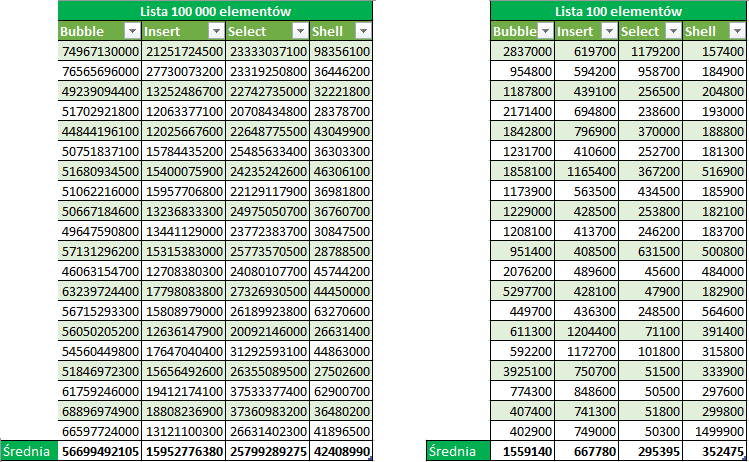 Lista 100 000 elementów Lista 100 elementów
Bubble Insert Select Shell Bubble Insert Select Shell
74967130000 21251724500 23333037100 98356100 2837000 619700 1179200 157400
76565696000 27730073200 23319250800 36446200 954800 594200 958700 184900
49239094400 13252486700 22742735000 32221800 1187800 439100 256500 204800
51702921800 12063377100 20708434800 28378700 2171400 694800 238600 193000
44844196100 12025667600 22648775500 43049900 1842800 796900 370000 188800
50751837100 15784435200 25485633400 36303300 1231700 410600 252700 181300
51680934500 15400075900 24235242600 46306100 1858100 1165400 367200 516900
51062216000 15957706800 22129117900 36981800 1173900 563500 434500 185900
50667184600 13236833300 24975050700 36760700 1229000 428500 253800 182100
49647590800 13441129000 23772383700 30847500 1208100 413700 246200 183700
57131296200 15315383000 25773570500 28788500 951400 408500 631500 500800
46063154700 12708380300 24080107700 45744200 2076200 489600 45600 484000
63239724400 17798083800 27326930500 44450000 5297700 428100 47900 182900
56715293300 15808979000 26189923800 63270600 449700 436300 248500 564600
56050205200 12636147900 20092146000 26631400 611300 1204400 71100 391400
54560449800 17647040400 31292593100 44863000 592200 1172700 101800 315800
51846972300 15656492600 26355089500 27502600 3925100 750700 51500 333900
61759246000 19412174100 37533377400 62900700 774300 848600 50500 297600
68896974900 18808236900 37360983200 36480200 407400 741300 51800 299800
66597724000 13121100300 26631402300 41896500 402900 749000 50300 1499900
Średnia 56699492105 15952776380 25799289275 42408990 Średnia 1559140 667780 295395 352475